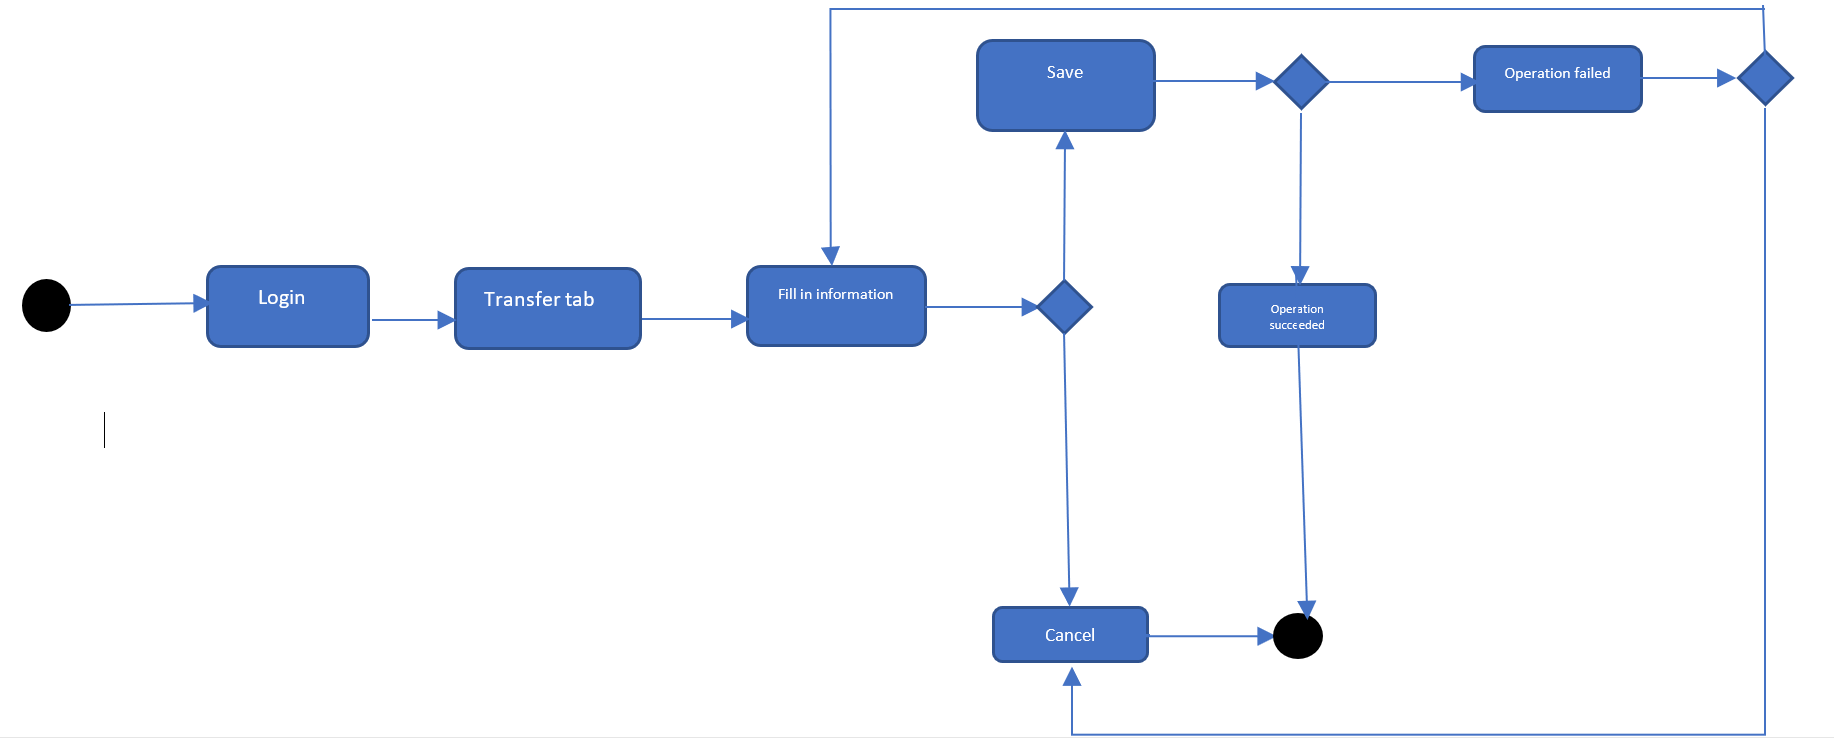 Save
Operation failed
Login
Transfer tab
Fill in information
Operation
succeeded
Cancel